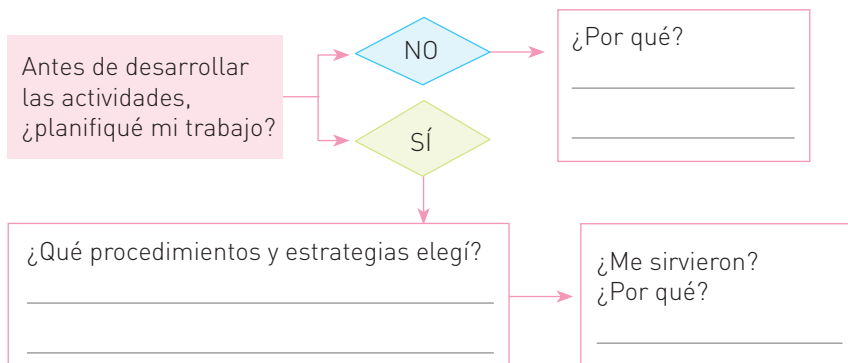 Antes de desarrollar
las actividades,
¿planifiqué mi trabajo?
NO
¿Por qué?
SÍ
¿Qué procedimientos y estrategias elegí?
¿Me sirvieron?
¿Por qué?